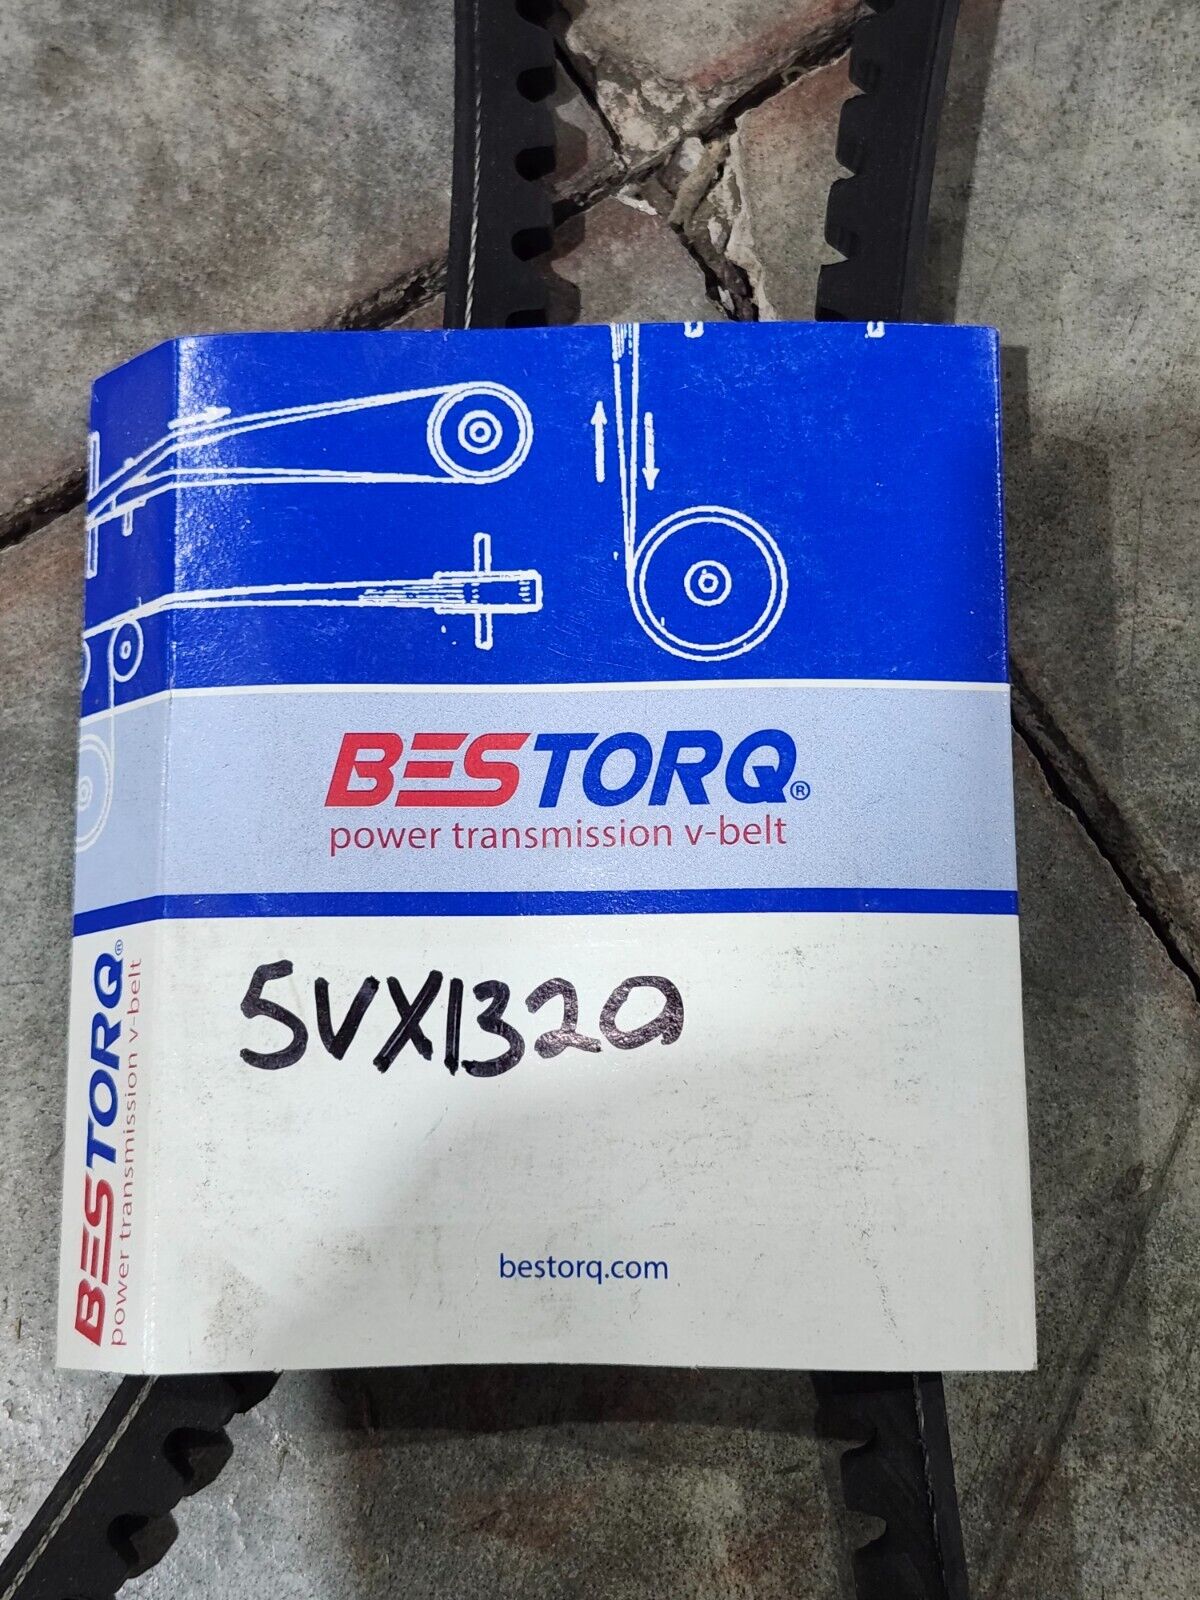 BESTORQ®
power transmission v-belt
5VX1320
bestorq.com
BESTORQ®
power transmission v-belt